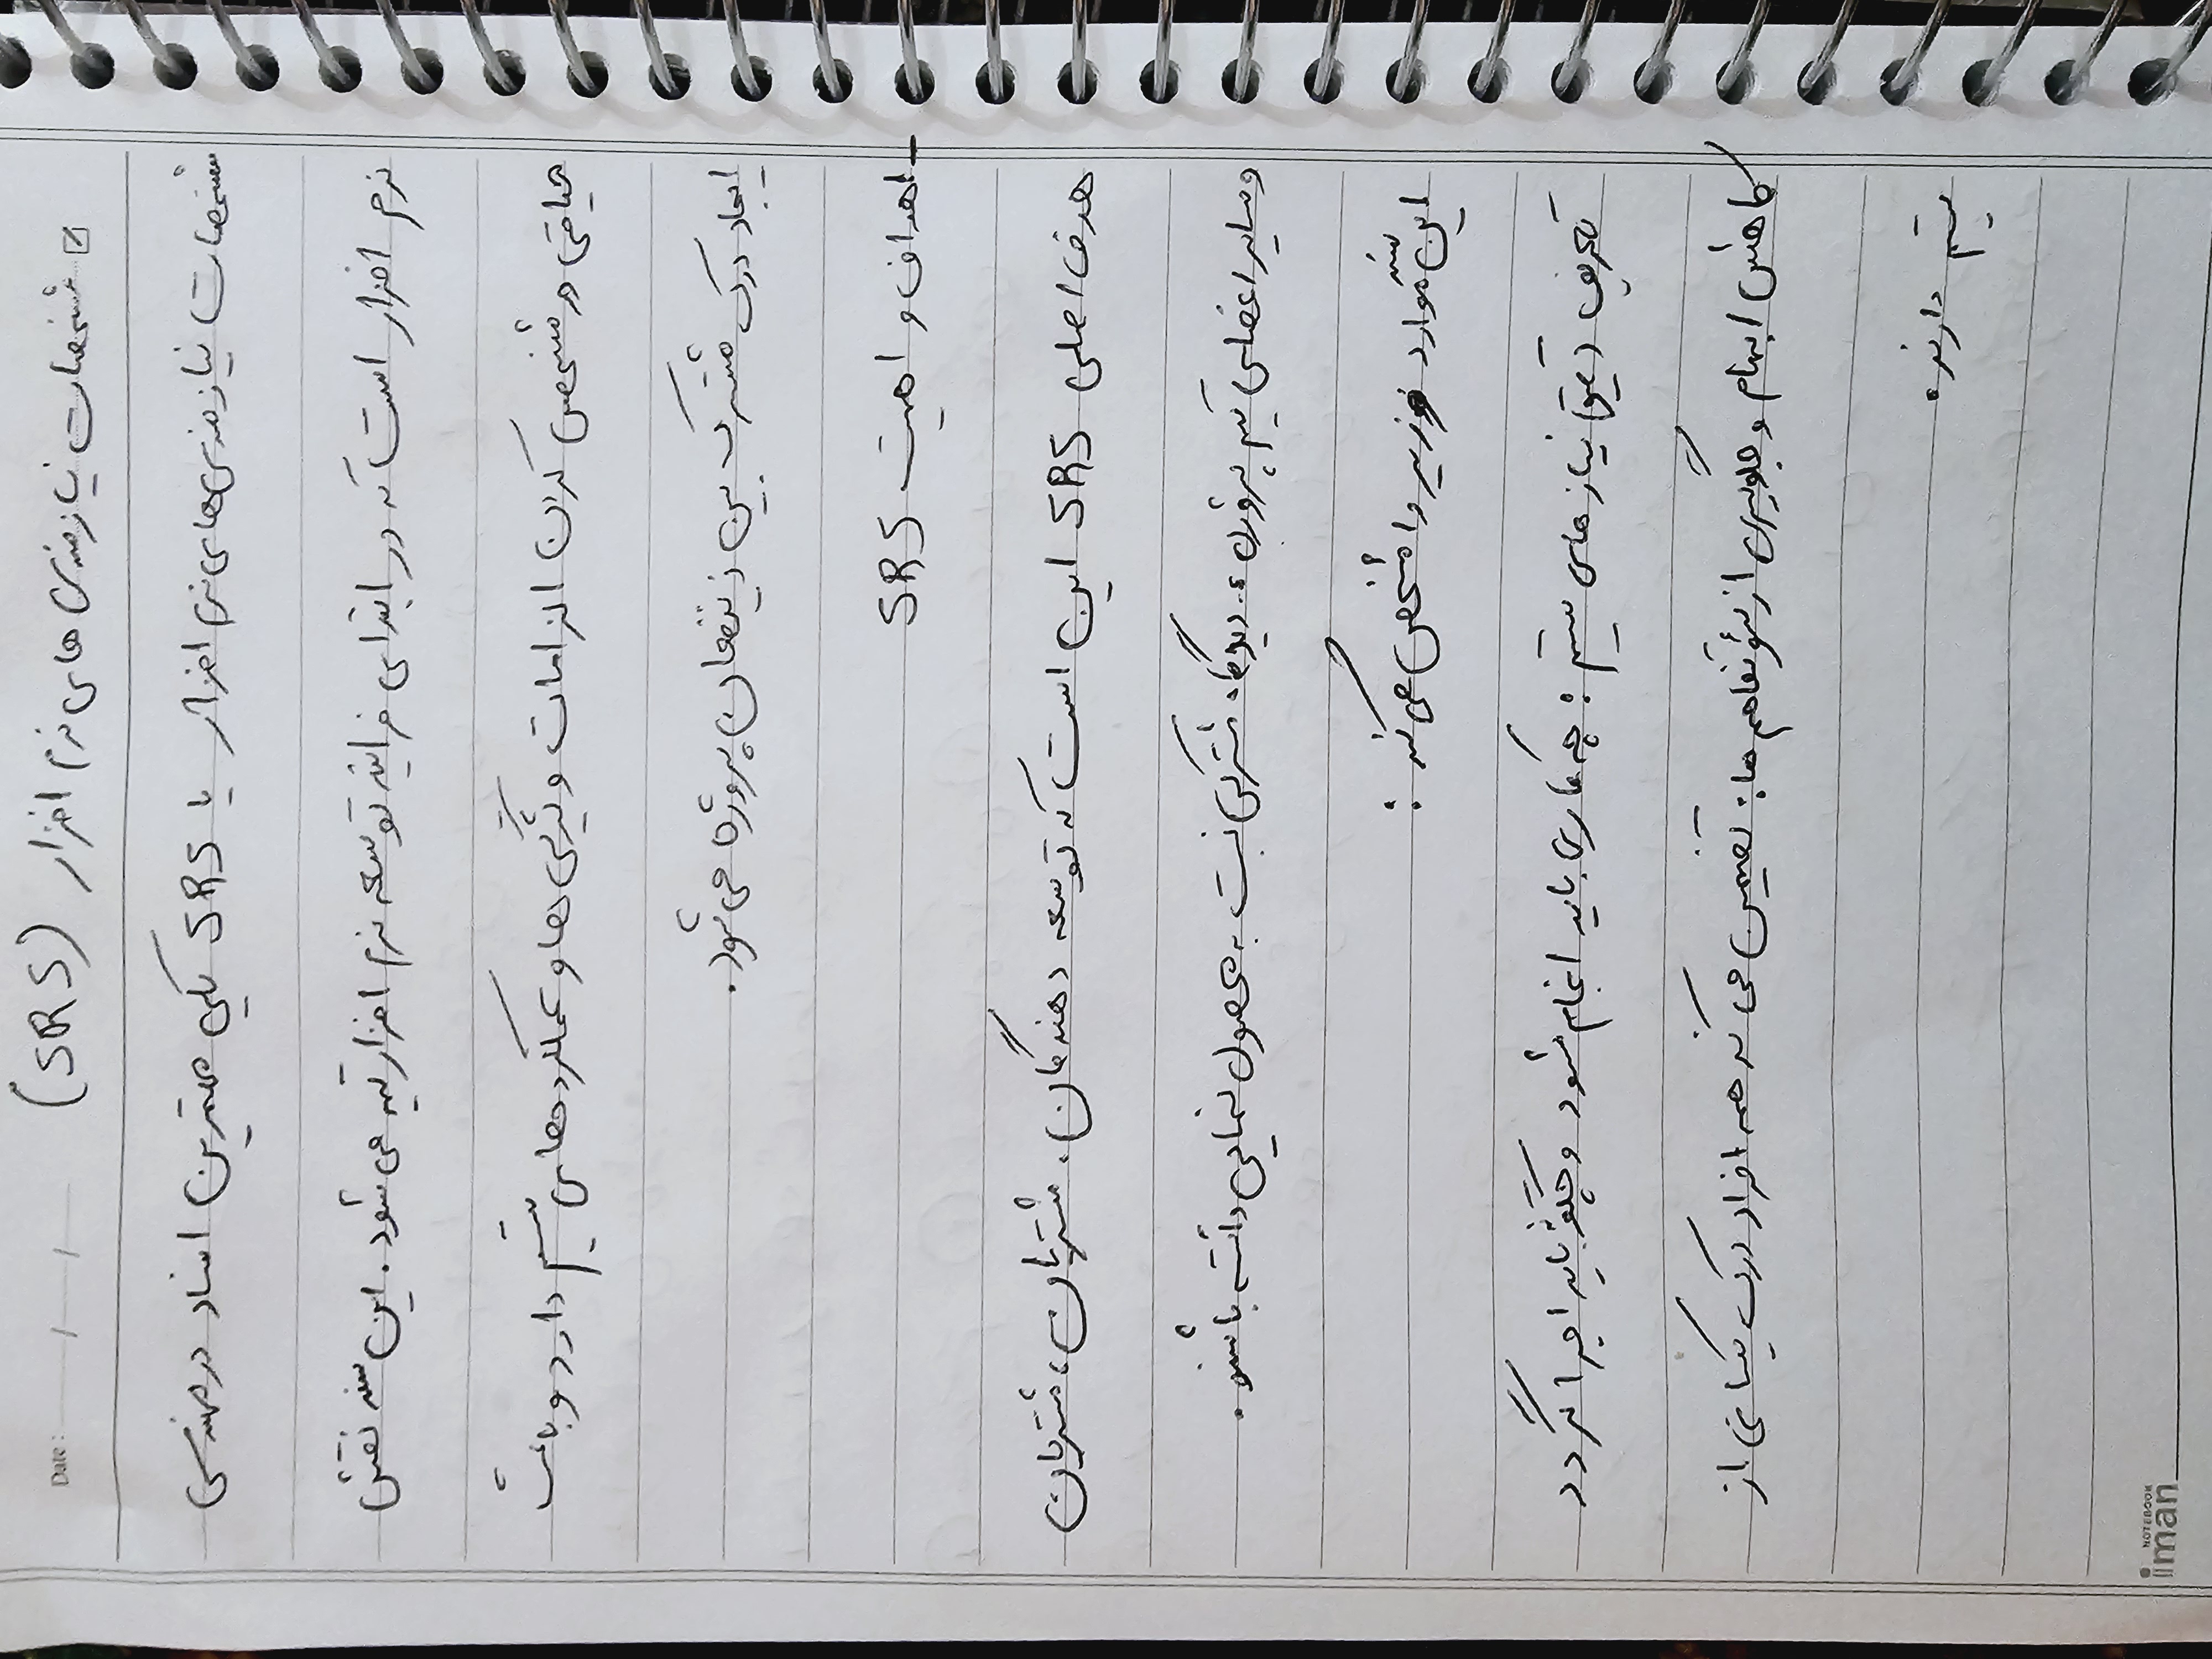 Date : / /
☑ مشخصات نیازمندی های نرم افزار (SRS)
مشخصات نیازمندی‌های نرم افزار یا SRS یکی مهمترین اسناد در مهندسی
نرم افزار است که در ابتدای فرایند توسعه نرم افزار تهیه می شود. این سند نقش
حیاتی در مشخص کردن الزامات ویژگی ها و عملکردهای سیستم دارد و باعث
ایجاد درک مشترک بین ذینفعان پروژه می شود.
- اهداف و اهمیت SRS
هدف اصلی SRS این است که توسعه دهندگان، مشتریان، مشتریان
و سایر اعضای تیم پروژه، دیدگاه مشترکی نسبت به محصول نهایی داشته باشند.
این سند موارد زیر را مشخص می کند:
تعریف دقیق نیازهای سیستم: چه کاری باید انجام شود و چگونه باید اجرا گردد
کاهش ابهام و جلوگیری از سوءتفاهم ها: تضمین می کند همه افراد درک یکسانی از
سیستم دارند.
NOTEBOOK
iman